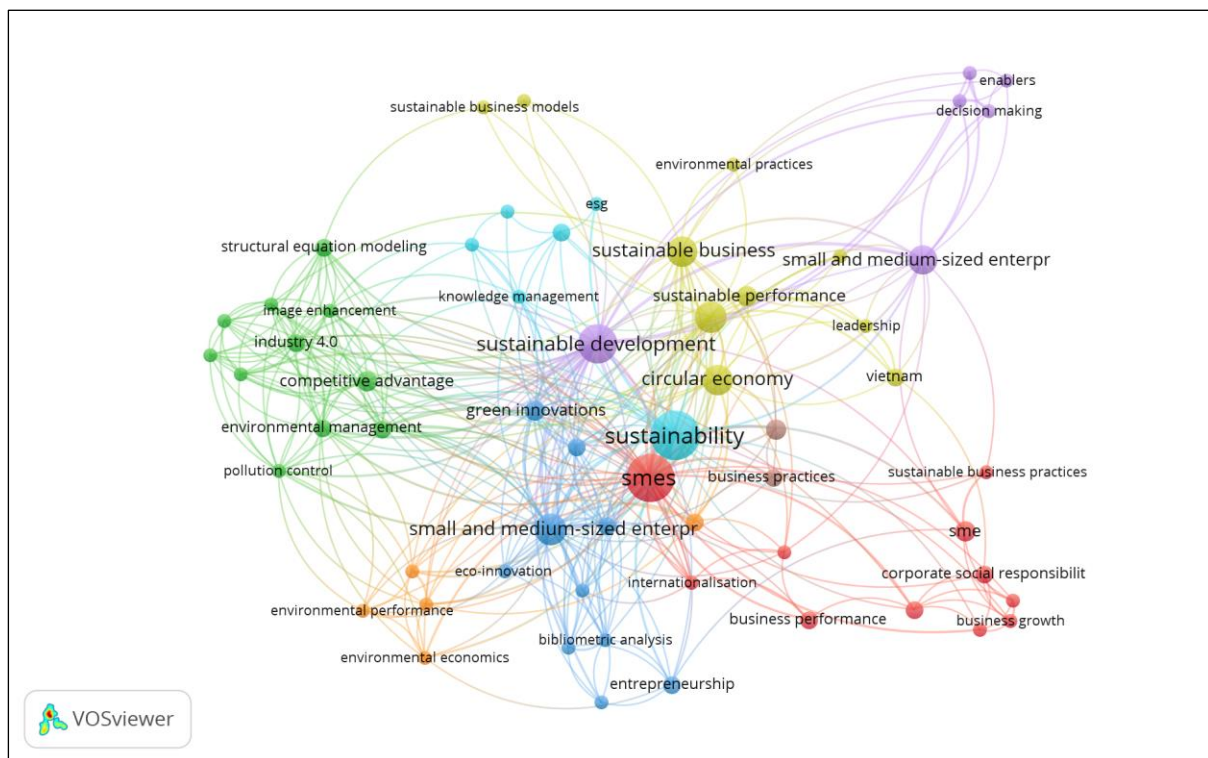 enablers
sustainable business models
decision making
environmental practices
esg
structural equation modeling
sustainable business
small and medium-sized enterpr
knowledge management
sustainable performance
image enhancement
leadership
industry 4.0
sustainable development
competitive advantage
circular economy
vietnam
green innovations
environmental management
sustainability
pollution control
smes
business practices
sustainable business practices
small and medium-sized enterpr
sme
eco-innovation
internationalisation
corporate social responsibilit
environmental performance
business performance
business growth
bibliometric analysis
environmental economics
entrepreneurship
VOSviewer